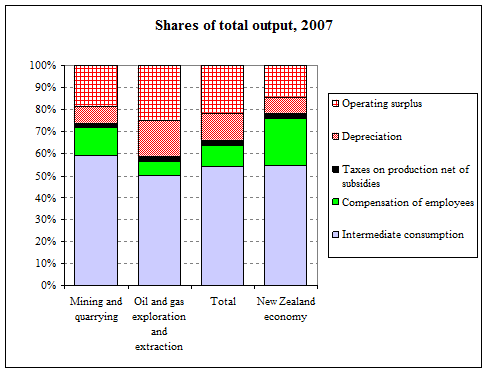 Shares of total output, 2007
100%
90%
80%
70%
60%
50%
40%
30%
20%
10%
0%
Mining and
quarrying
Oil and gas
exploration
and
extraction
Total
New Zealand
economy
Operating surplus
Depreciation
Taxes on production net of
subsidies
Compensation of employees
Intermediate consumption